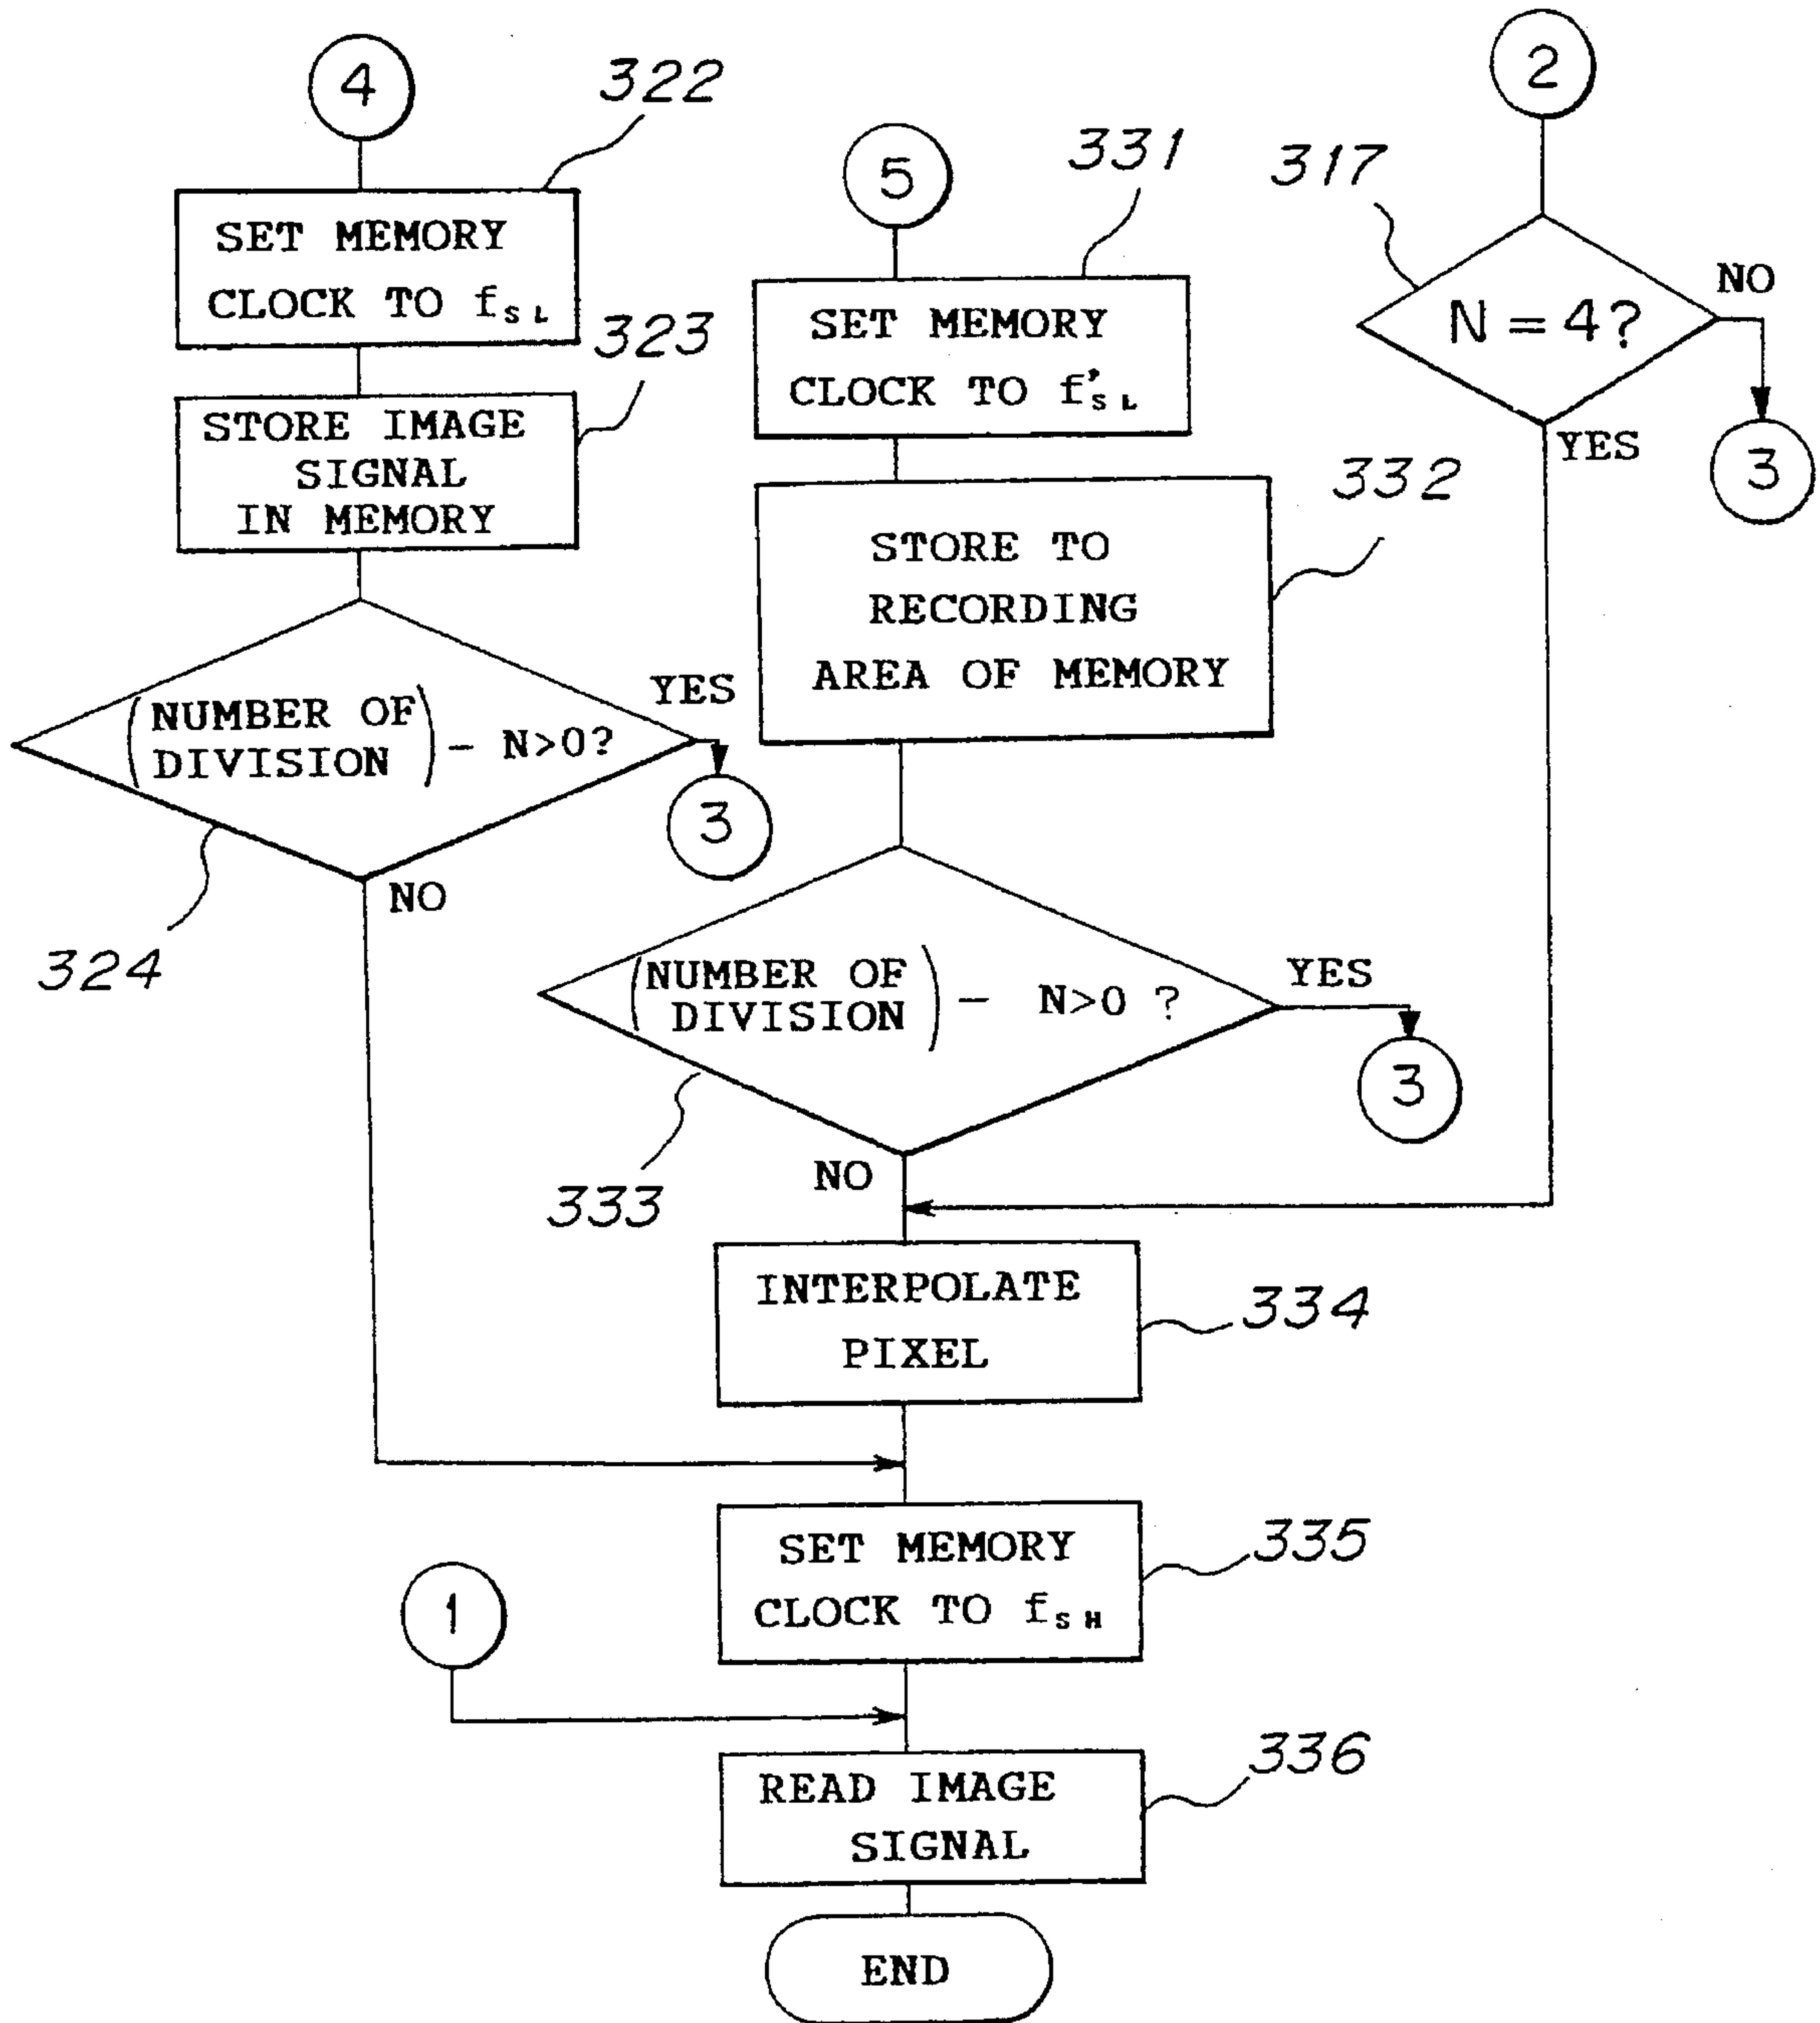 4
322
SET MEMORY
CLOCK TO fSL
323
STORE IMAGE
SIGNAL
IN MEMORY
(NUMBER OF
DIVISION) - N>0?
YES
3
NO
324
5
331
SET MEMORY
CLOCK TO f'SL
332
STORE TO
RECORDING
AREA OF MEMORY
(NUMBER OF
DIVISION) - N>0 ?
YES
3
NO
333
2
317
N=4?
NO
3
YES
INTERPOLATE
PIXEL
334
SET MEMORY
CLOCK TO fSH
335
1
READ IMAGE
SIGNAL
336
END